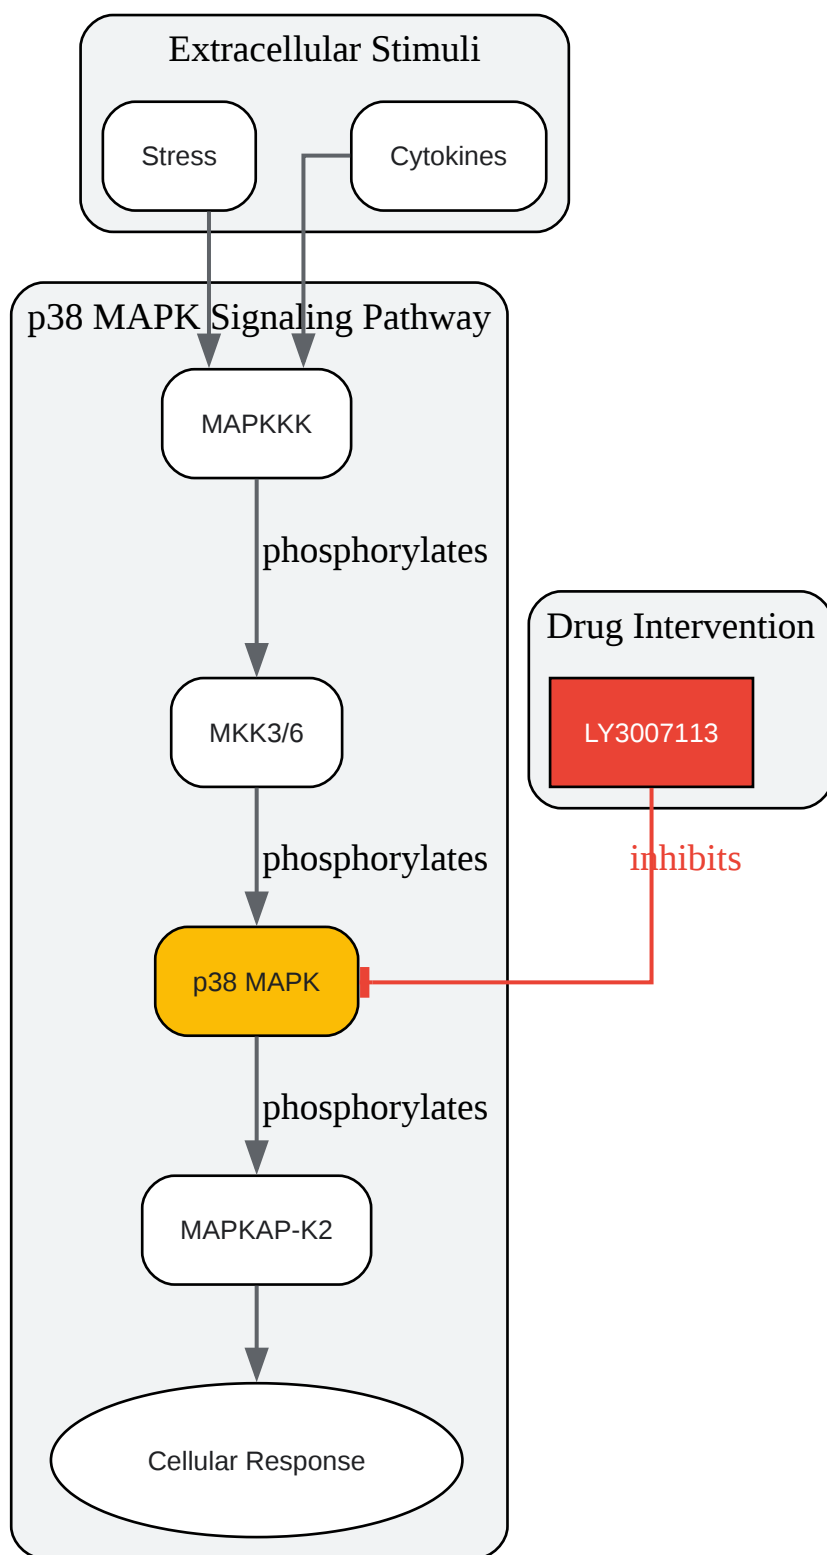 Extracellular Stimuli
Stress
Cytokines
p38 MAPK Signaling Pathway
MAPKKK
phosphorylates
Drug Intervention
MKK3/6
LY3007113
phosphorylates
inhibits
p38 MAPK
phosphorylates
MAPKAP-K2
Cellular Response